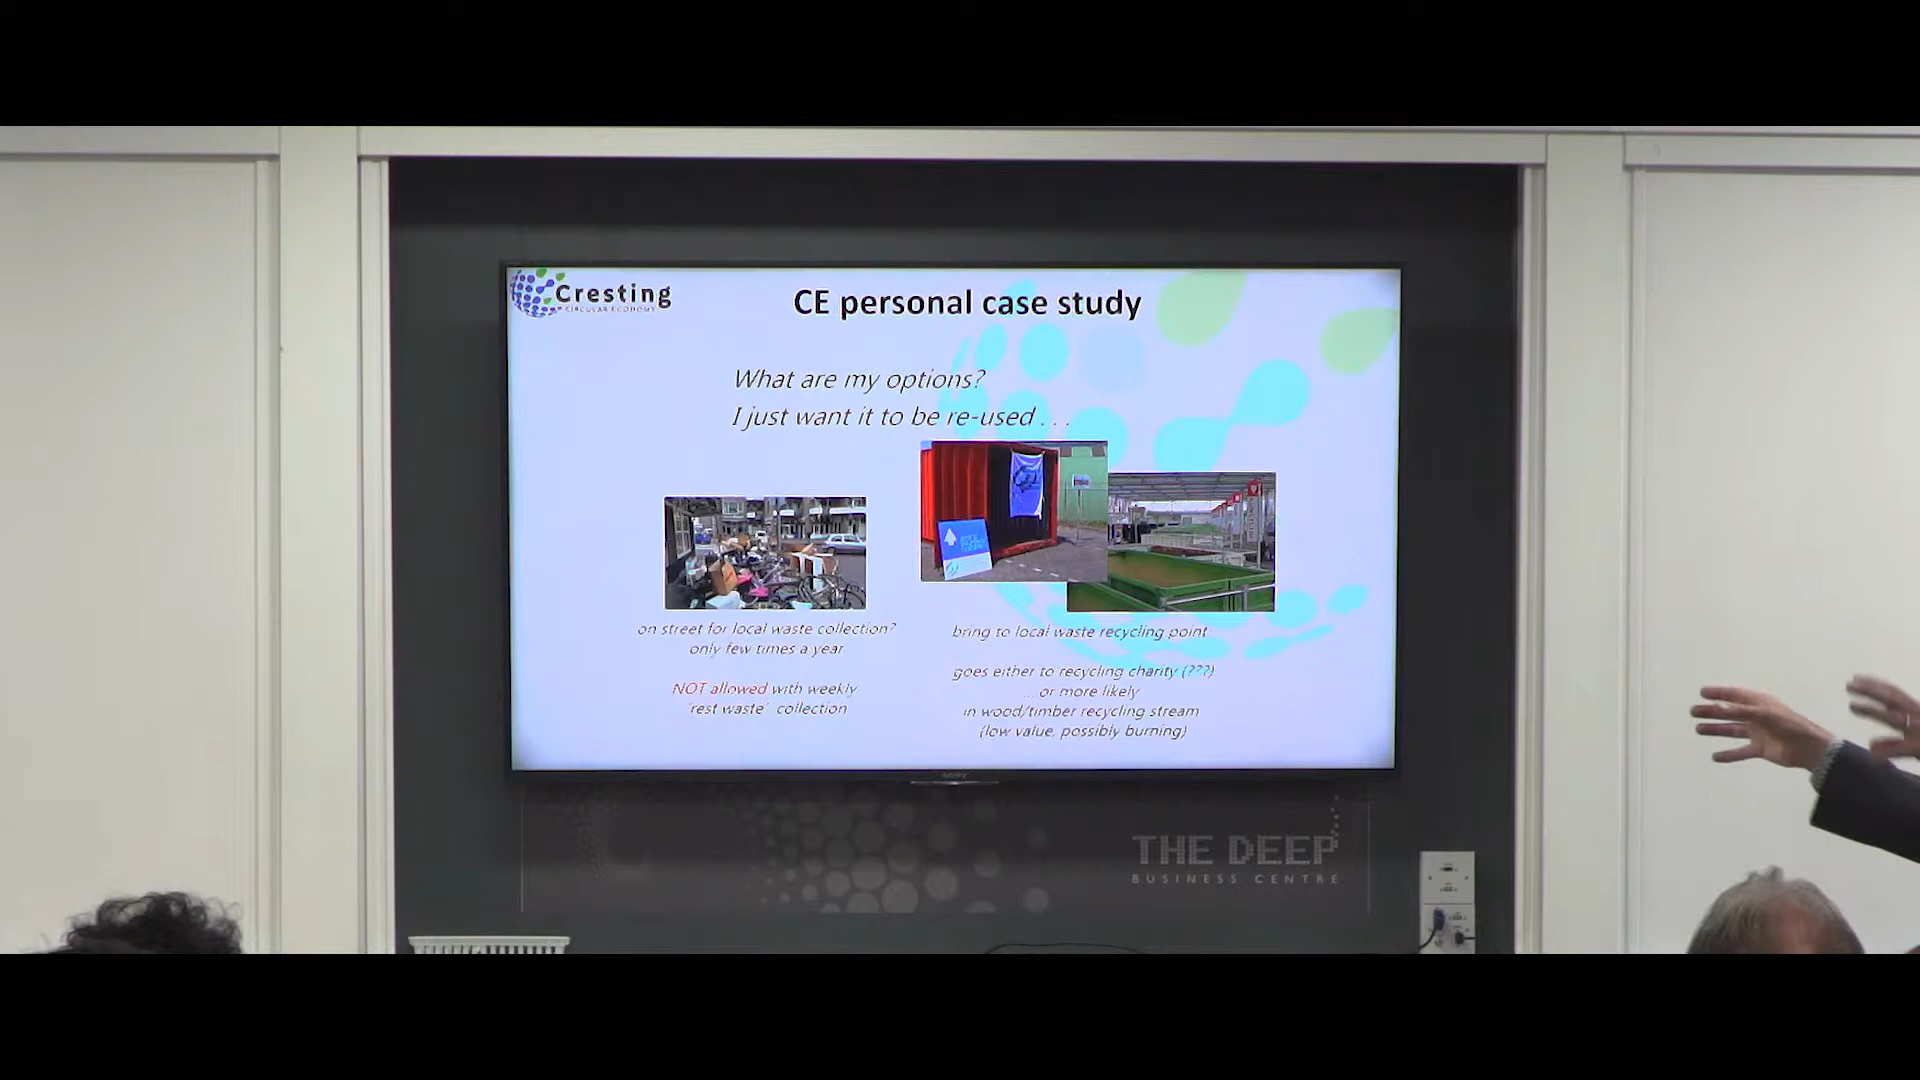 Cresting
CIRCULAR ECONOMY
CE personal case study
What are my options?
I just want it to be re-used . . .
on street for local waste collection?
only few times a year
NOT allowed with weekly
'rest waste' collection
bring to local waste recycling point
goes either to recycling charity (???)
... or more likely
in wood/timber recycling stream
(low value, possibly burning)
SONY
THE DEEP
BUSINESS CENTRE